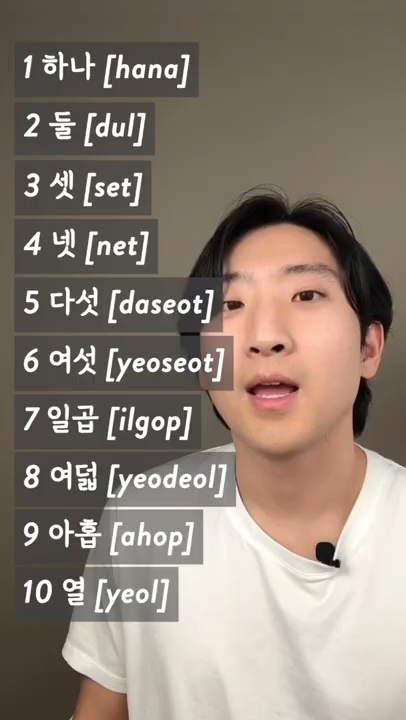 1 하나 [hana]
2 둘 [dul]
3 셋 [set]
4 넷 [net]
5 다섯 [daseot]
6 여섯 [yeoseot]
7 일곱 [ilgop]
8 여덟 [yeodeol]
9 아홉 [ahop]
10 열 [yeol]